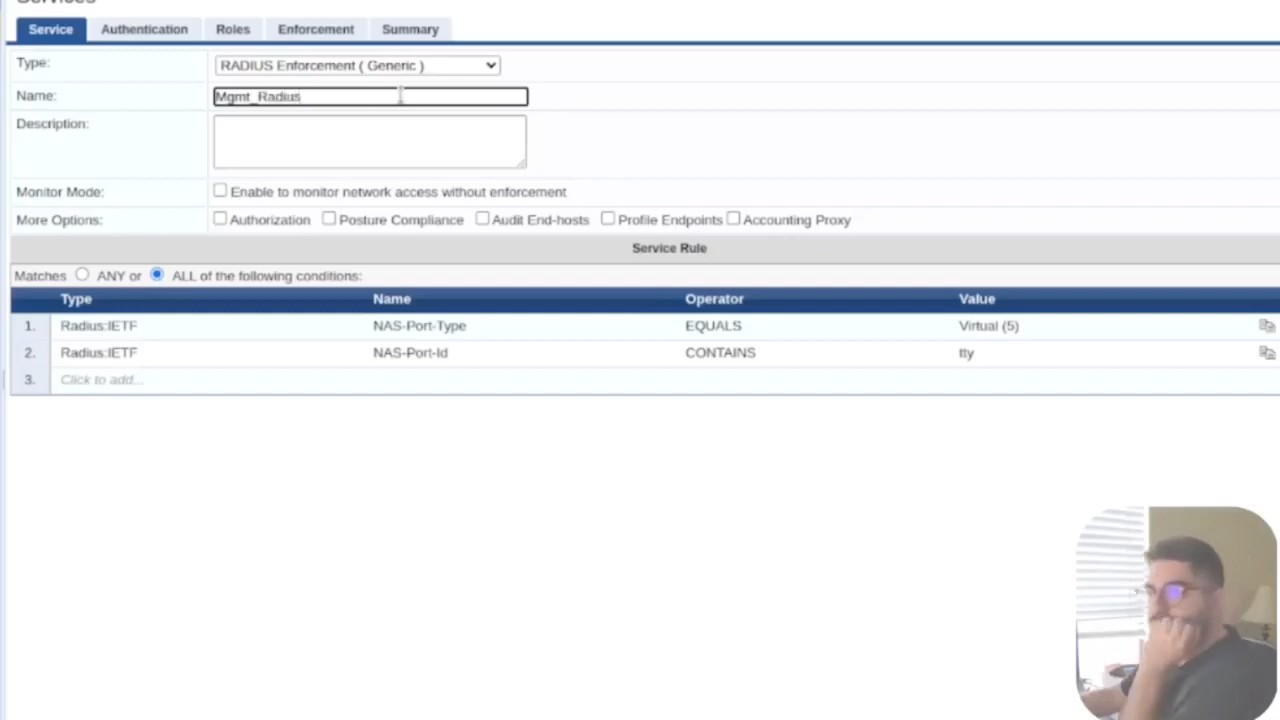 Services
Service Authentication Roles Enforcement Summary
Type: RADIUS Enforcement ( Generic )
Name: Mgmt_Radius
Description:
Monitor Mode: Enable to monitor network access without enforcement
More Options: Authorization Posture Compliance Audit End-hosts Profile Endpoints Accounting Proxy
Service Rule
Matches ANY or ALL of the following conditions:
Type Name Operator Value
1. Radius:IETF NAS-Port-Type EQUALS Virtual (5)
2. Radius:IETF NAS-Port-Id CONTAINS tty
3. Click to add...